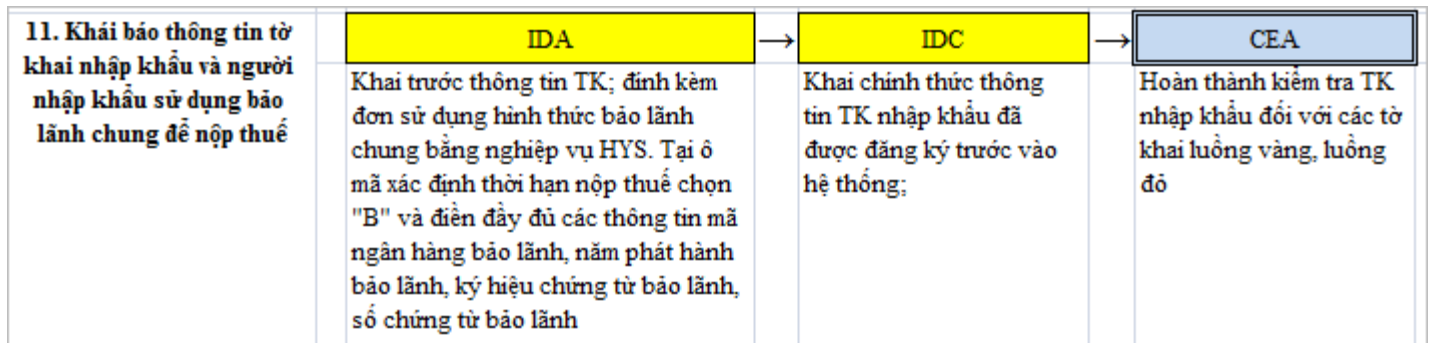 11. Khái báo thông tin tờ
khai nhập khẩu và người
nhập khẩu sử dụng bảo
lãnh chung để nộp thuế
IDA
→
IDC
→
CEA
Khai trước thông tin TK; đính kèm
đơn sử dụng hình thức bảo lãnh
chung bằng nghiệp vụ HYS. Tại ô
mã xác định thời hạn nộp thuế chọn
"B" và điền đầy đủ các thông tin mã
ngân hàng bảo lãnh, năm phát hành
bảo lãnh, ký hiệu chứng từ bảo lãnh,
số chứng từ bảo lãnh
Khai chính thức thông
tin TK nhập khẩu đã
được đăng ký trước vào
hệ thống;
Hoàn thành kiểm tra TK
nhập khẩu đối với các tờ
khai luồng vàng, luồng
đỏ